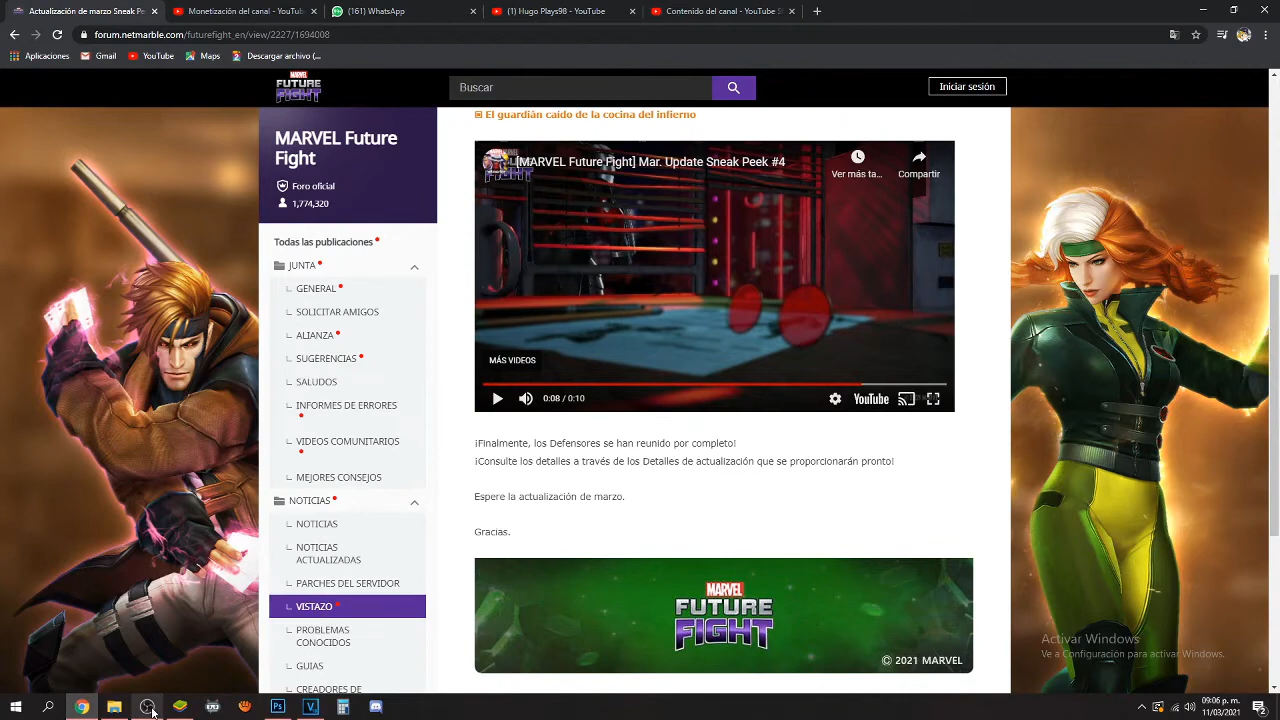 Actualización de marzo Sneak Pe
Monetización del canal - YouTub
(161) WhatsApp
(1) Hugo Plays98 - YouTube
Contenido del canal - YouTube S
forum.netmarble.com/futurefight_en/view/2227/1694008
Aplicaciones
Gmail
YouTube
Maps
Descargar archivo (...
MARVEL
FUTURE
FIGHT
Buscar
Iniciar sesión
MARVEL Future
Fight
Foro oficial
1,774,320
Todas las publicaciones
JUNTA
GENERAL
SOLICITAR AMIGOS
ALIANZA
SUGERENCIAS
SALUDOS
INFORMES DE ERRORES
VIDEOS COMUNITARIOS
MEJORES CONSEJOS
NOTICIAS
NOTICIAS
NOTICIAS
ACTUALIZADAS
PARCHES DEL SERVIDOR
VISTAZO
PROBLEMAS
CONOCIDOS
GUIAS
CREADORES DE
El guardián caído de la cocina del infierno
[MARVEL Future Fight] Mar. Update Sneak Peek #4
Ver más ta...
Compartir
MÁS VIDEOS
0:08 / 0:10
YouTube
¡Finalmente, los Defensores se han reunido por completo!
¡Consulte los detalles a través de los Detalles de actualización que se proporcionarán pronto!
Espere la actualización de marzo.
Gracias.
MARVEL
FUTURE
FIGHT
© 2021 MARVEL
Activar Windows
Ve a Configuración para activar Windows.
09:06 p. m.
11/03/2021